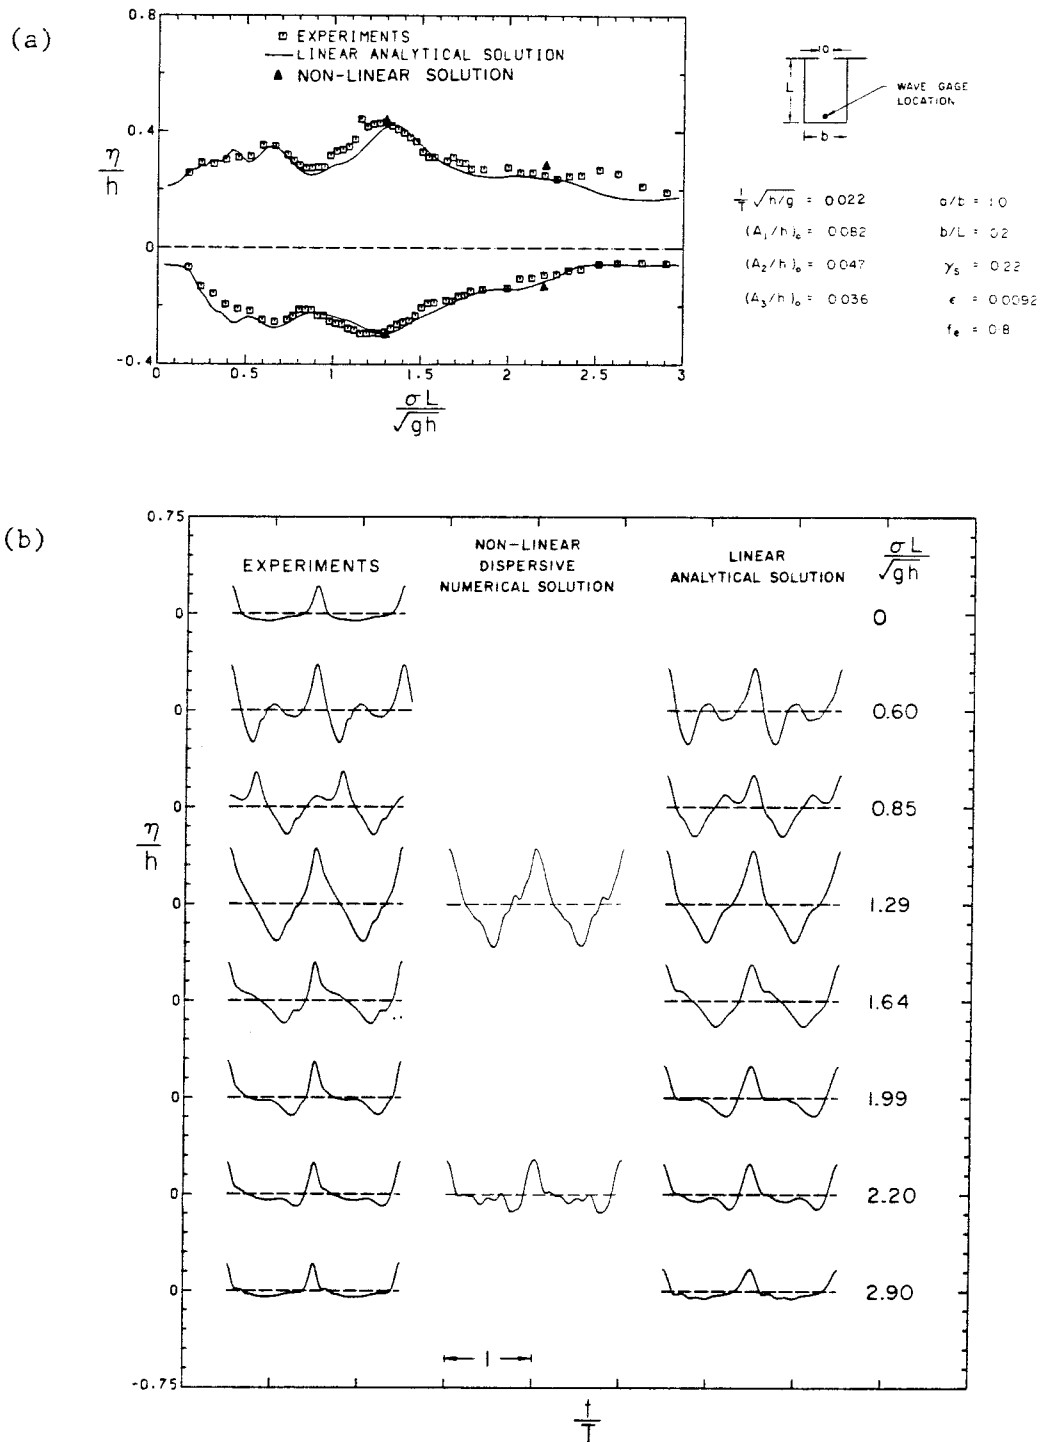 (a)
0.8
0.4
0
-0.4
η/h
EXPERIMENTS
LINEAR ANALYTICAL SOLUTION
NON-LINEAR SOLUTION
0 0.5 1 1.5 2 2.5 3
σL/√gh
L
b
WAVE GAGE
LOCATION
1/T √h/g = 0.022
(A₁/h)ₒ = 0.082
(A₂/h)ₒ = 0.047
(A₃/h)ₒ = 0.036
a/b = 1.0
b/L = 0.2
γₛ = 0.22
ϵ = 0.0092
fₑ = 0.8
(b)
0.75
EXPERIMENTS
NON-LINEAR
DISPERSIVE
NUMERICAL SOLUTION
LINEAR
ANALYTICAL SOLUTION
σL/√gh
0 0
0 0.60
0 0.85
η/h
0 1.29
0 1.64
0 1.99
0 2.20
0 2.90
1
-0.75
t/T